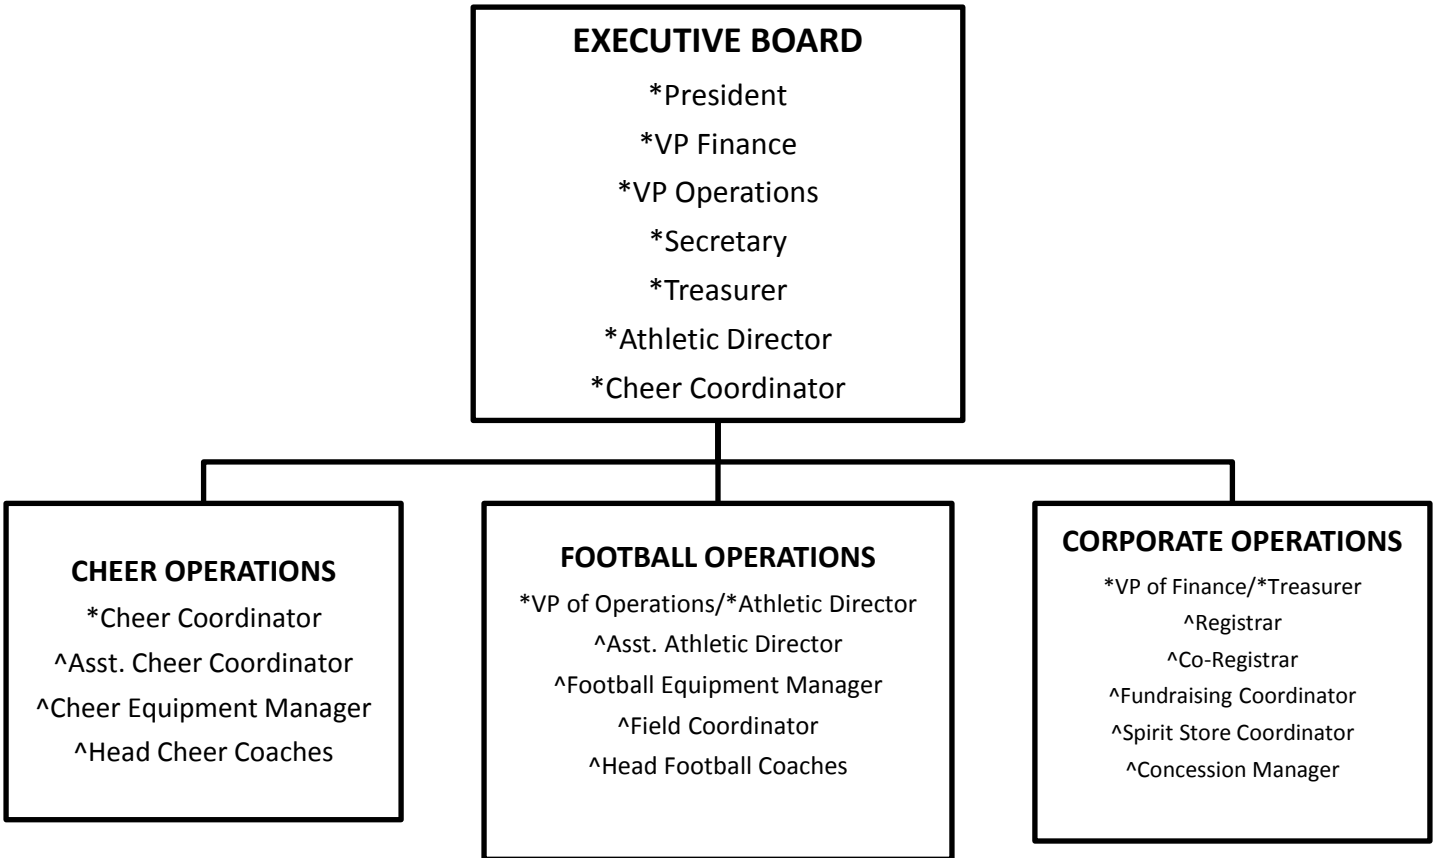 EXECUTIVE BOARD
*President
*VP Finance
*VP Operations
*Secretary
*Treasurer
*Athletic Director
*Cheer Coordinator
CHEER OPERATIONS
*Cheer Coordinator
^Asst. Cheer Coordinator
^Cheer Equipment Manager
^Head Cheer Coaches
FOOTBALL OPERATIONS
*VP of Operations/*Athletic Director
^Asst. Athletic Director
^Football Equipment Manager
^Field Coordinator
^Head Football Coaches
CORPORATE OPERATIONS
*VP of Finance/*Treasurer
^Registrar
^Co-Registrar
^Fundraising Coordinator
^Spirit Store Coordinator
^Concession Manager